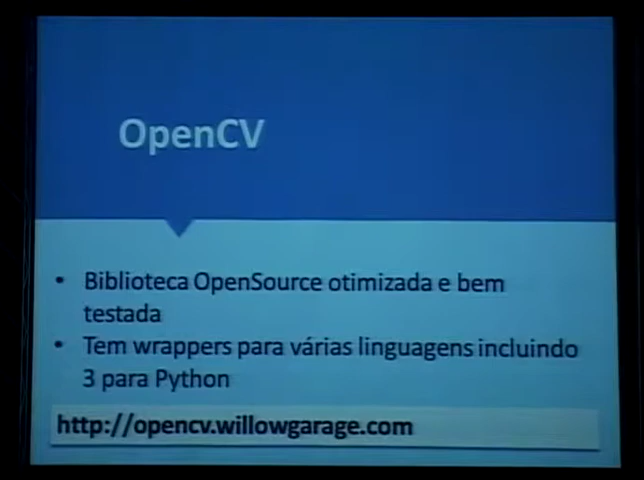 OpenCV
• Biblioteca OpenSource otimizada e bem
testada
• Tem wrappers para várias linguagens incluindo
3 para Python
http://opencv.willowgarage.com